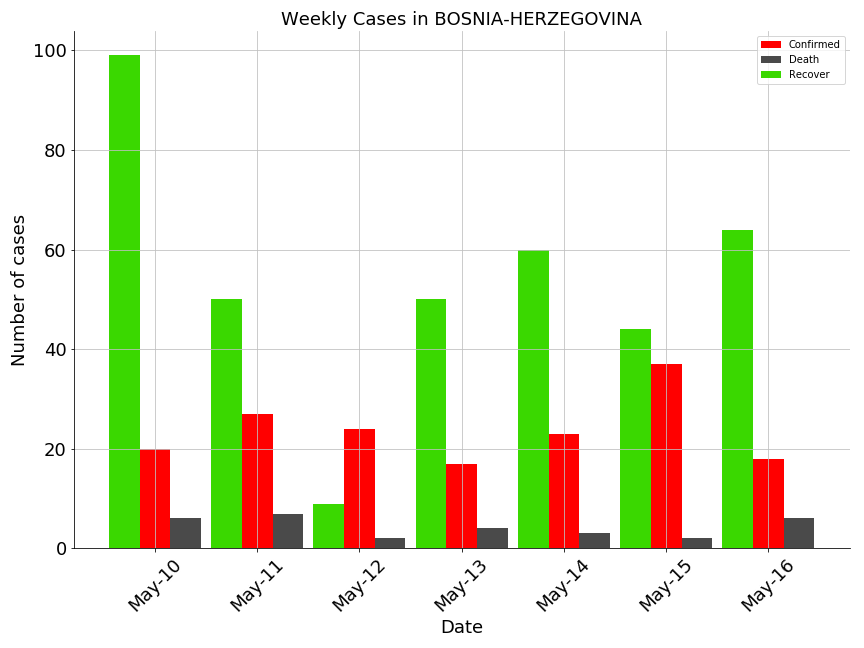 Weekly Cases in BOSNIA-HERZEGOVINA
Confirmed
Death
Recover
Number of cases
100
80
60
40
20
0
May-10
May-11
May-12
May-13
May-14
May-15
May-16
Date